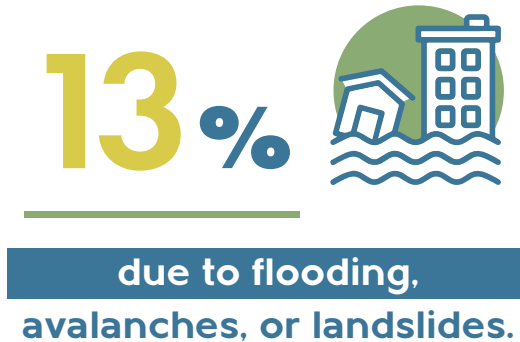 13%
due to flooding,
avalanches, or landslides.